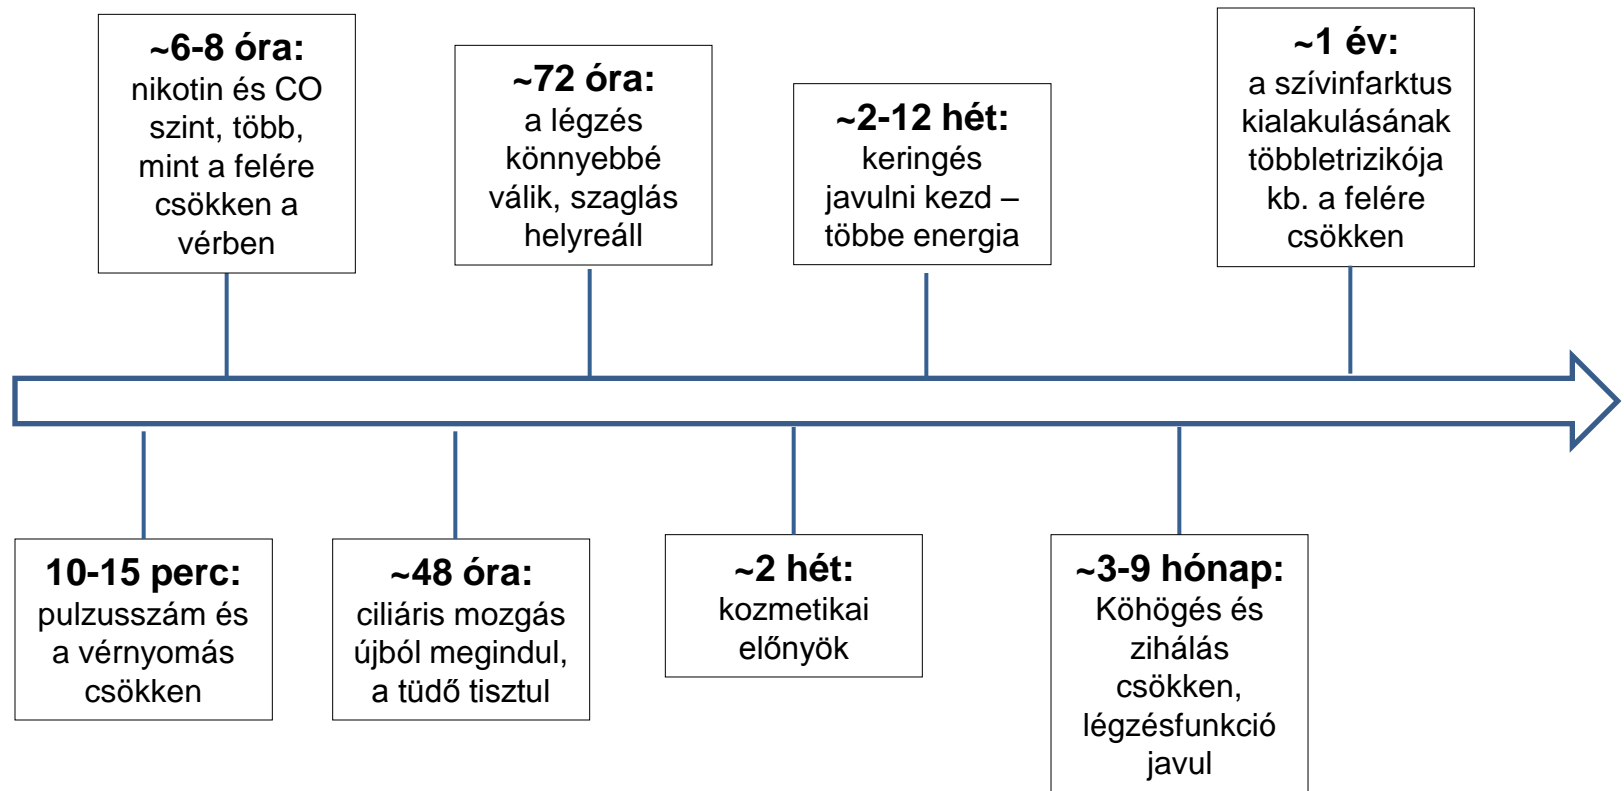 ~6-8 óra:
nikotin és CO
szint, több,
mint a felére
csökken a
vérben
~72 óra:
a légzés
könnyebbé
válik, szaglás
helyreáll
~2-12 hét:
keringés
javulni kezd –
többe energia
~1 év:
a szívinfarktus
kialakulásának
többletrizikója
kb. a felére
csökken
10-15 perc:
pulzusszám és
a vérnyomás
csökken
~48 óra:
ciliáris mozgás
újból megindul,
a tüdő tisztul
~2 hét:
kozmetikai
előnyök
~3-9 hónap:
Köhögés és
zihálás
csökken,
légzésfunkció
javul